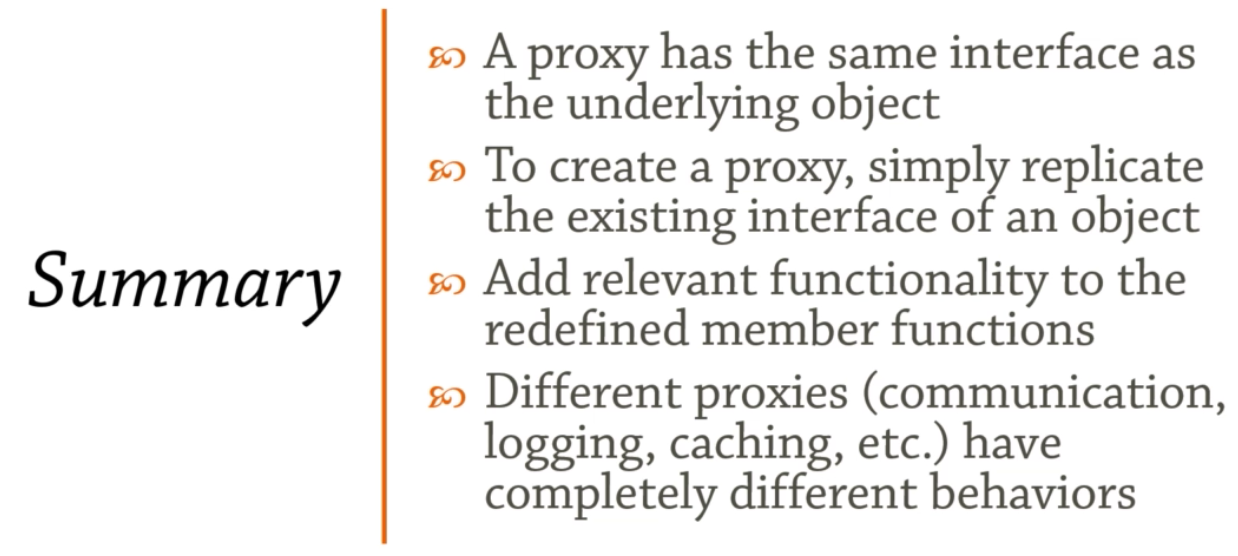 Summary
A proxy has the same interface as
the underlying object
To create a proxy, simply replicate
the existing interface of an object
Add relevant functionality to the
redefined member functions
Different proxies (communication,
logging, caching, etc.) have
completely different behaviors